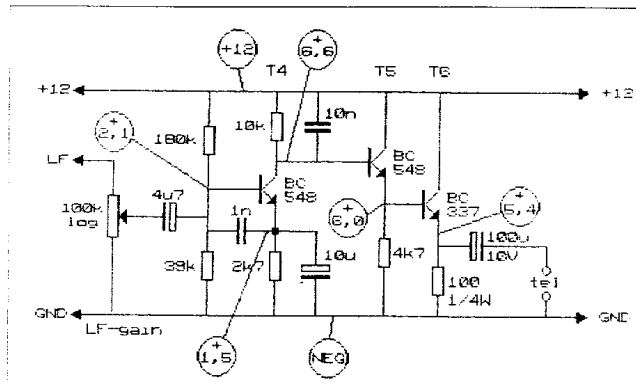 +
+12
+
6,6
T4
T5
T6
+12
+12
+
2,1
180k
10k
10n
LF
BC
548
BC
548
BC
337
4u7
100k
log
1n
+
6,0
+
5,4
100u
10V
39k
2k7
10u
4k7
100
1/4W
tel
GND
GND
LF-gain
+
1,5
NEG